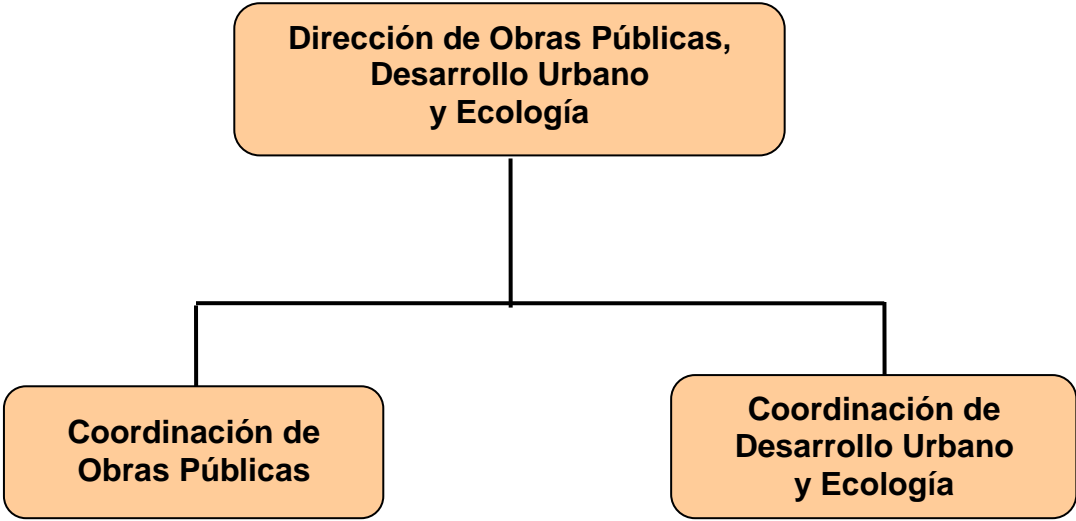 Dirección de Obras Públicas,
Desarrollo Urbano
y Ecología
Coordinación de
Obras Públicas
Coordinación de
Desarrollo Urbano
y Ecología